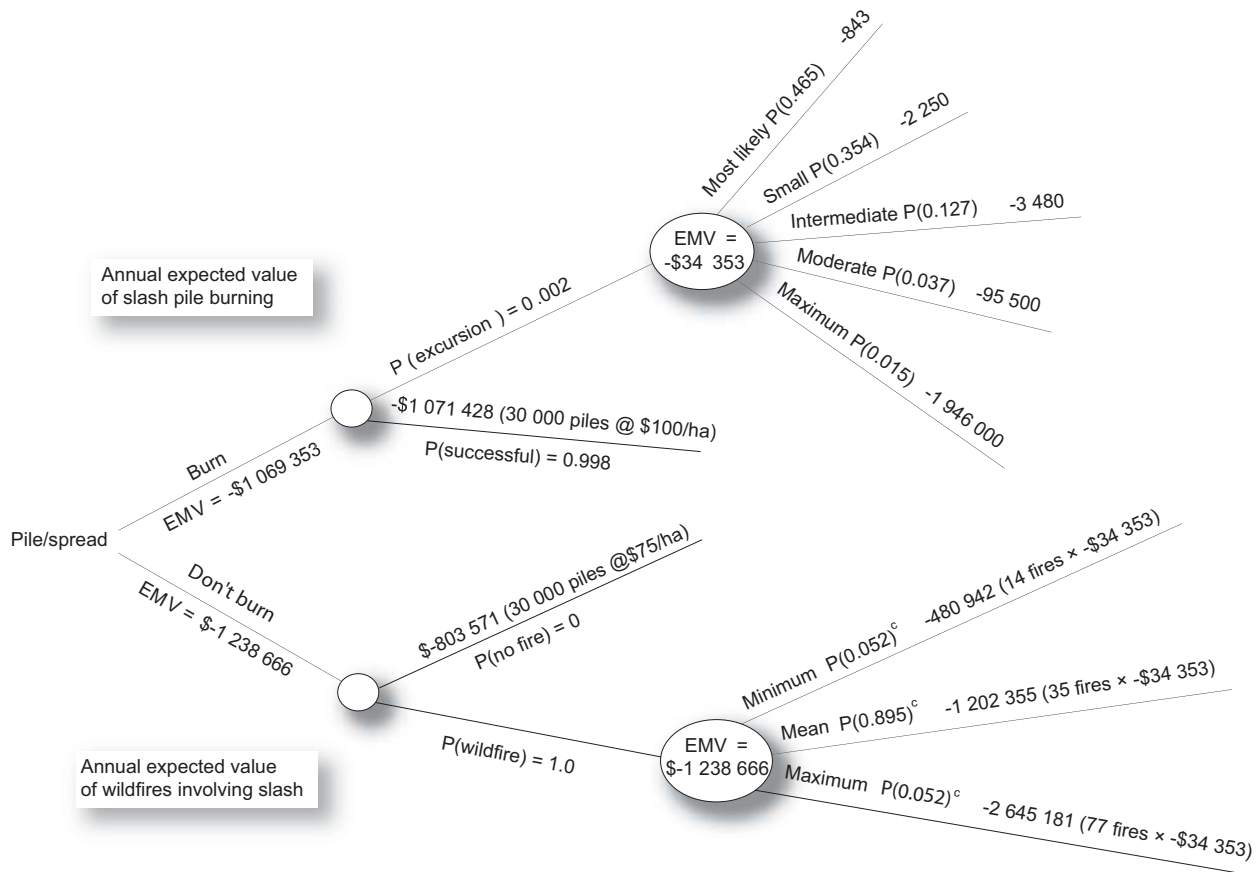 Most likely P(0.465) -843
Small P(0.354) -2 250
Intermediate P(0.127) -3 480
Moderate P(0.037) -95 500
Maximum P(0.015) -1 946 000
EMV =
-$34 353
Annual expected value
of slash pile burning
P (excursion ) = 0 .002
-$1 071 428 (30 000 piles @ $100/ha)
P(successful) = 0.998
Burn
EMV = -$1 069 353
Pile/spread
Don't burn
EMV = $-1 238 666
$-803 571 (30 000 piles @$75/ha)
P(no fire) = 0
P(wildfire) = 1.0
EMV =
$-1 238 666
Minimum P(0.052)c -480 942 (14 fires × -$34 353)
Mean P(0.895)c -1 202 355 (35 fires × -$34 353)
Maximum P(0.052)c -2 645 181 (77 fires × -$34 353)
Annual expected value
of wildfires involving slash